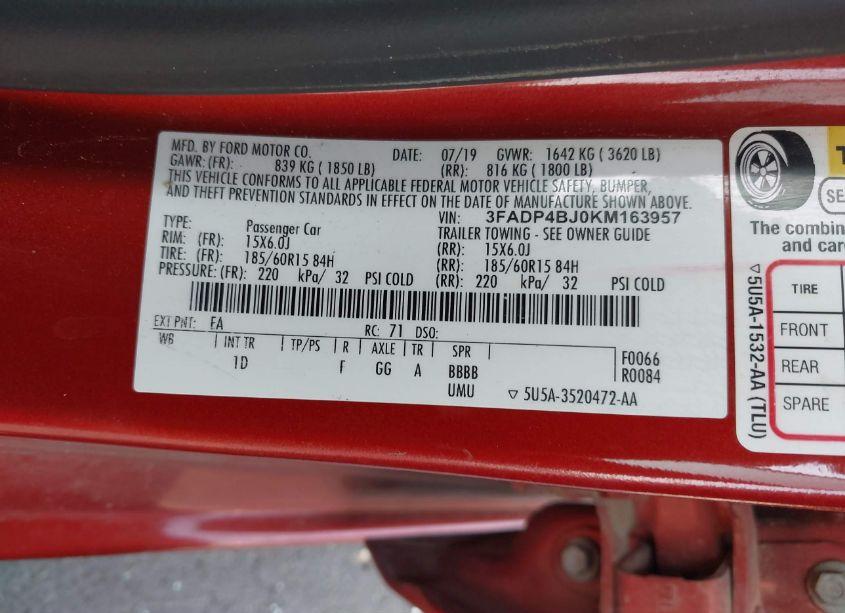 MFD. BY FORD MOTOR CO. DATE: 07/19 GVWR: 1642 KG ( 3620 LB)
GAWR: (FR): 839 KG ( 1850 LB) (RR): 816 KG ( 1800 LB)
THIS VEHICLE CONFORMS TO ALL APPLICABLE FEDERAL MOTOR VEHICLE SAFETY, BUMPER,
AND THEFT PREVENTION STANDARDS IN EFFECT ON THE DATE OF MANUFACTURE SHOWN ABOVE.
VIN: 3FADP4BJ0KM163957
TYPE: Passenger Car TRAILER TOWING - SEE OWNER GUIDE
RIM: (FR): 15X6.0J (RR): 15X6.0J
TIRE: (FR): 185/60R15 84H (RR): 185/60R15 84H
PRESSURE: (FR): 220 kPa/ 32 PSI COLD (RR): 220 kPa/ 32 PSI COLD
EXT PNT: RC: 71 DSO:
WB INT TR TP/PS R AXLE TR SPR F0066
1D F GG A BBBB R0084
UMU ▽ 5U5A-3520472-AA
T
SE
The combin
and carg
TIRE
FRONT
REAR
SPARE
▽5U5A-1532-AA (TLU)